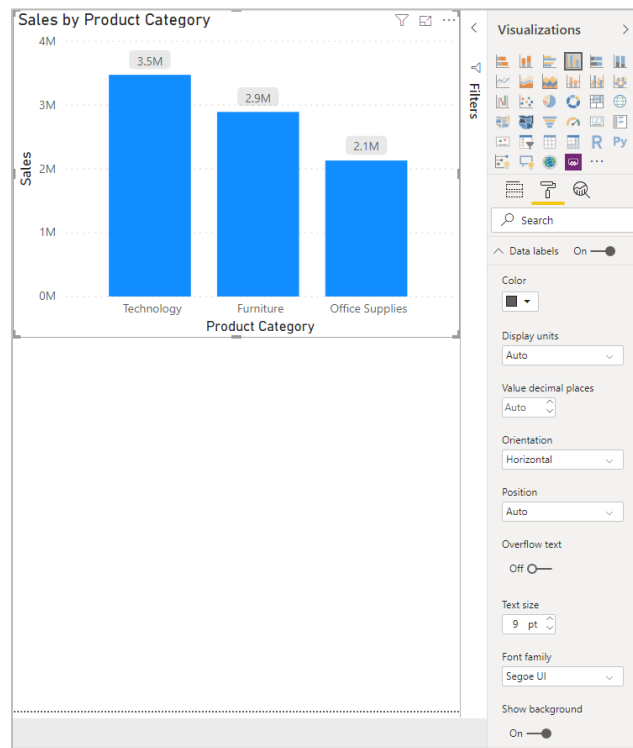 Sales by Product Category
4M
3M
2M
1M
0M
Sales
3.5M
2.9M
2.1M
Technology
Furniture
Office Supplies
Product Category
Filters
Visualizations
R
Py
Search
Data labels
On
Color
Display units
Auto
Value decimal places
Auto
Orientation
Horizontal
Position
Auto
Overflow text
Off
Text size
9 pt
Font family
Segoe UI
Show background
On